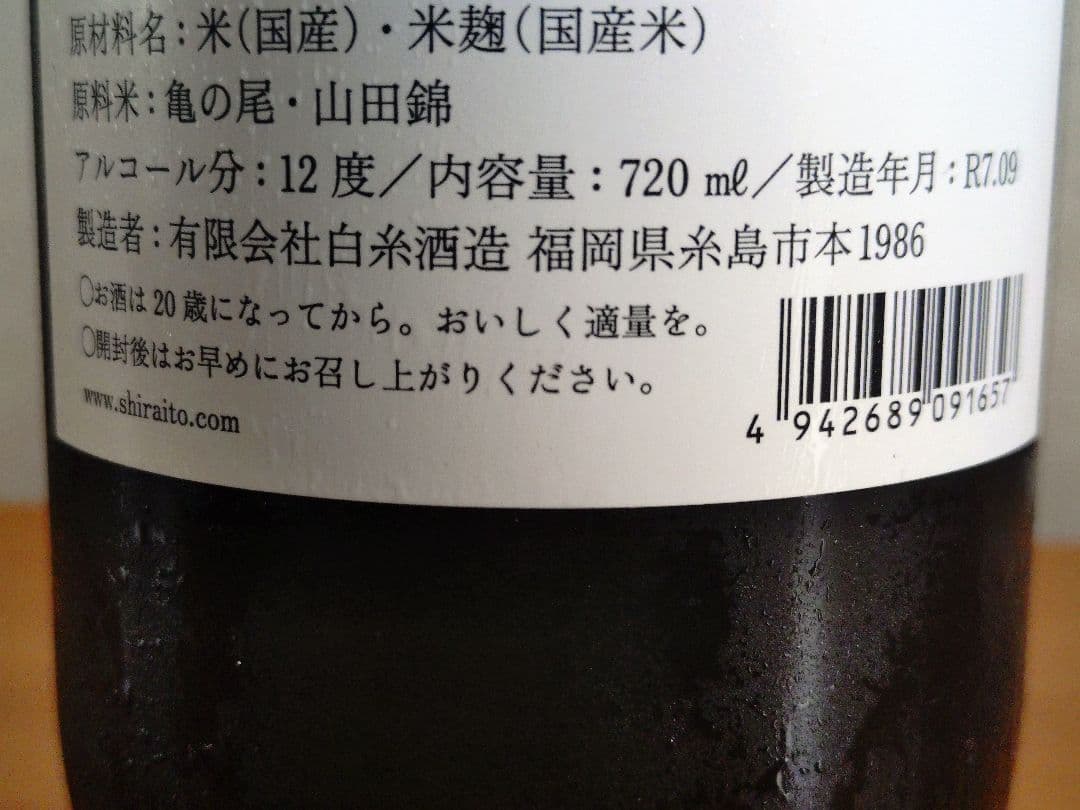 原材料名：米(国産)・米麹(国産米)
原料米：亀の尾・山田錦
アルコール分：12度／内容量：720 mℓ／製造年月：R7.09
製造者：有限会社白糸酒造 福岡県糸島市本1986
○お酒は20歳になってから。おいしく適量を。
○開封後はお早めにお召し上がりください。
www.shiraito.com
4 942689 091657